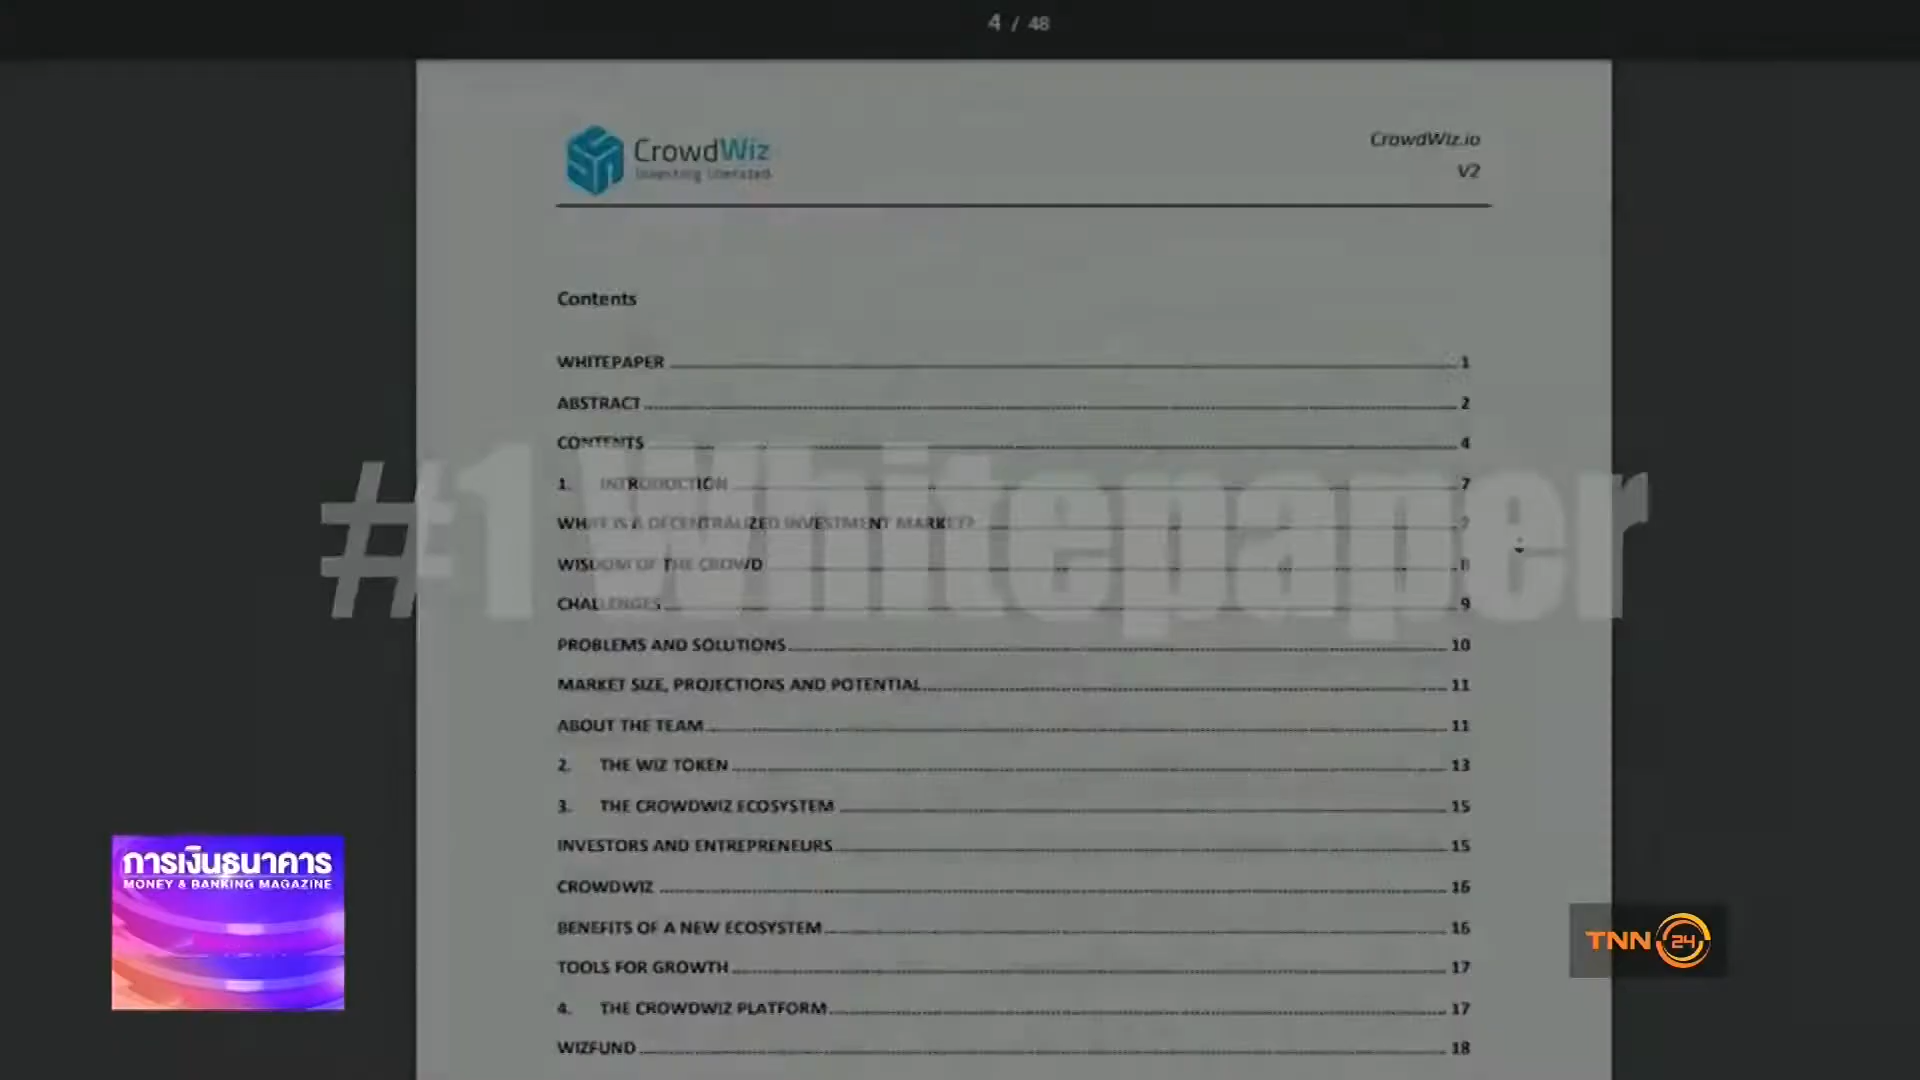 4 / 48
CrowdWiz
Investing liberated
CrowdWiz.io
V2
Contents
WHITEPAPER 1
ABSTRACT 2
CONTENTS 4
1. INTRODUCTION 7
WHAT IS A DECENTRALIZED INVESTMENT MARKET? 7
WISDOM OF THE CROWD 8
CHALLENGES 9
#1 Whitepaper
PROBLEMS AND SOLUTIONS 10
MARKET SIZE, PROJECTIONS AND POTENTIAL 11
ABOUT THE TEAM 11
2. THE WIZ TOKEN 13
3. THE CROWDWIZ ECOSYSTEM 15
INVESTORS AND ENTREPRENEURS 15
CROWDWIZ 16
BENEFITS OF A NEW ECOSYSTEM 16
TOOLS FOR GROWTH 17
4. THE CROWDWIZ PLATFORM 17
WIZFUND 18
การเงินธนาคาร
MONEY & BANKING MAGAZINE
TNN 24